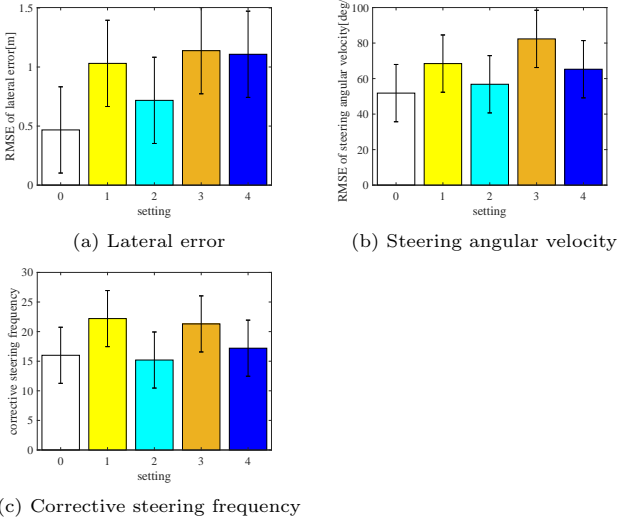 1.5
1
0.5
0
RMSE of lateral error[m]
0 1 2 3 4
setting
(a) Lateral error
100
80
60
40
20
0
RMSE of steering angular velocity[deg/
0 1 2 3 4
setting
(b) Steering angular velocity
30
25
20
15
10
5
0
corrective steering frequency
0 1 2 3 4
setting
(c) Corrective steering frequency